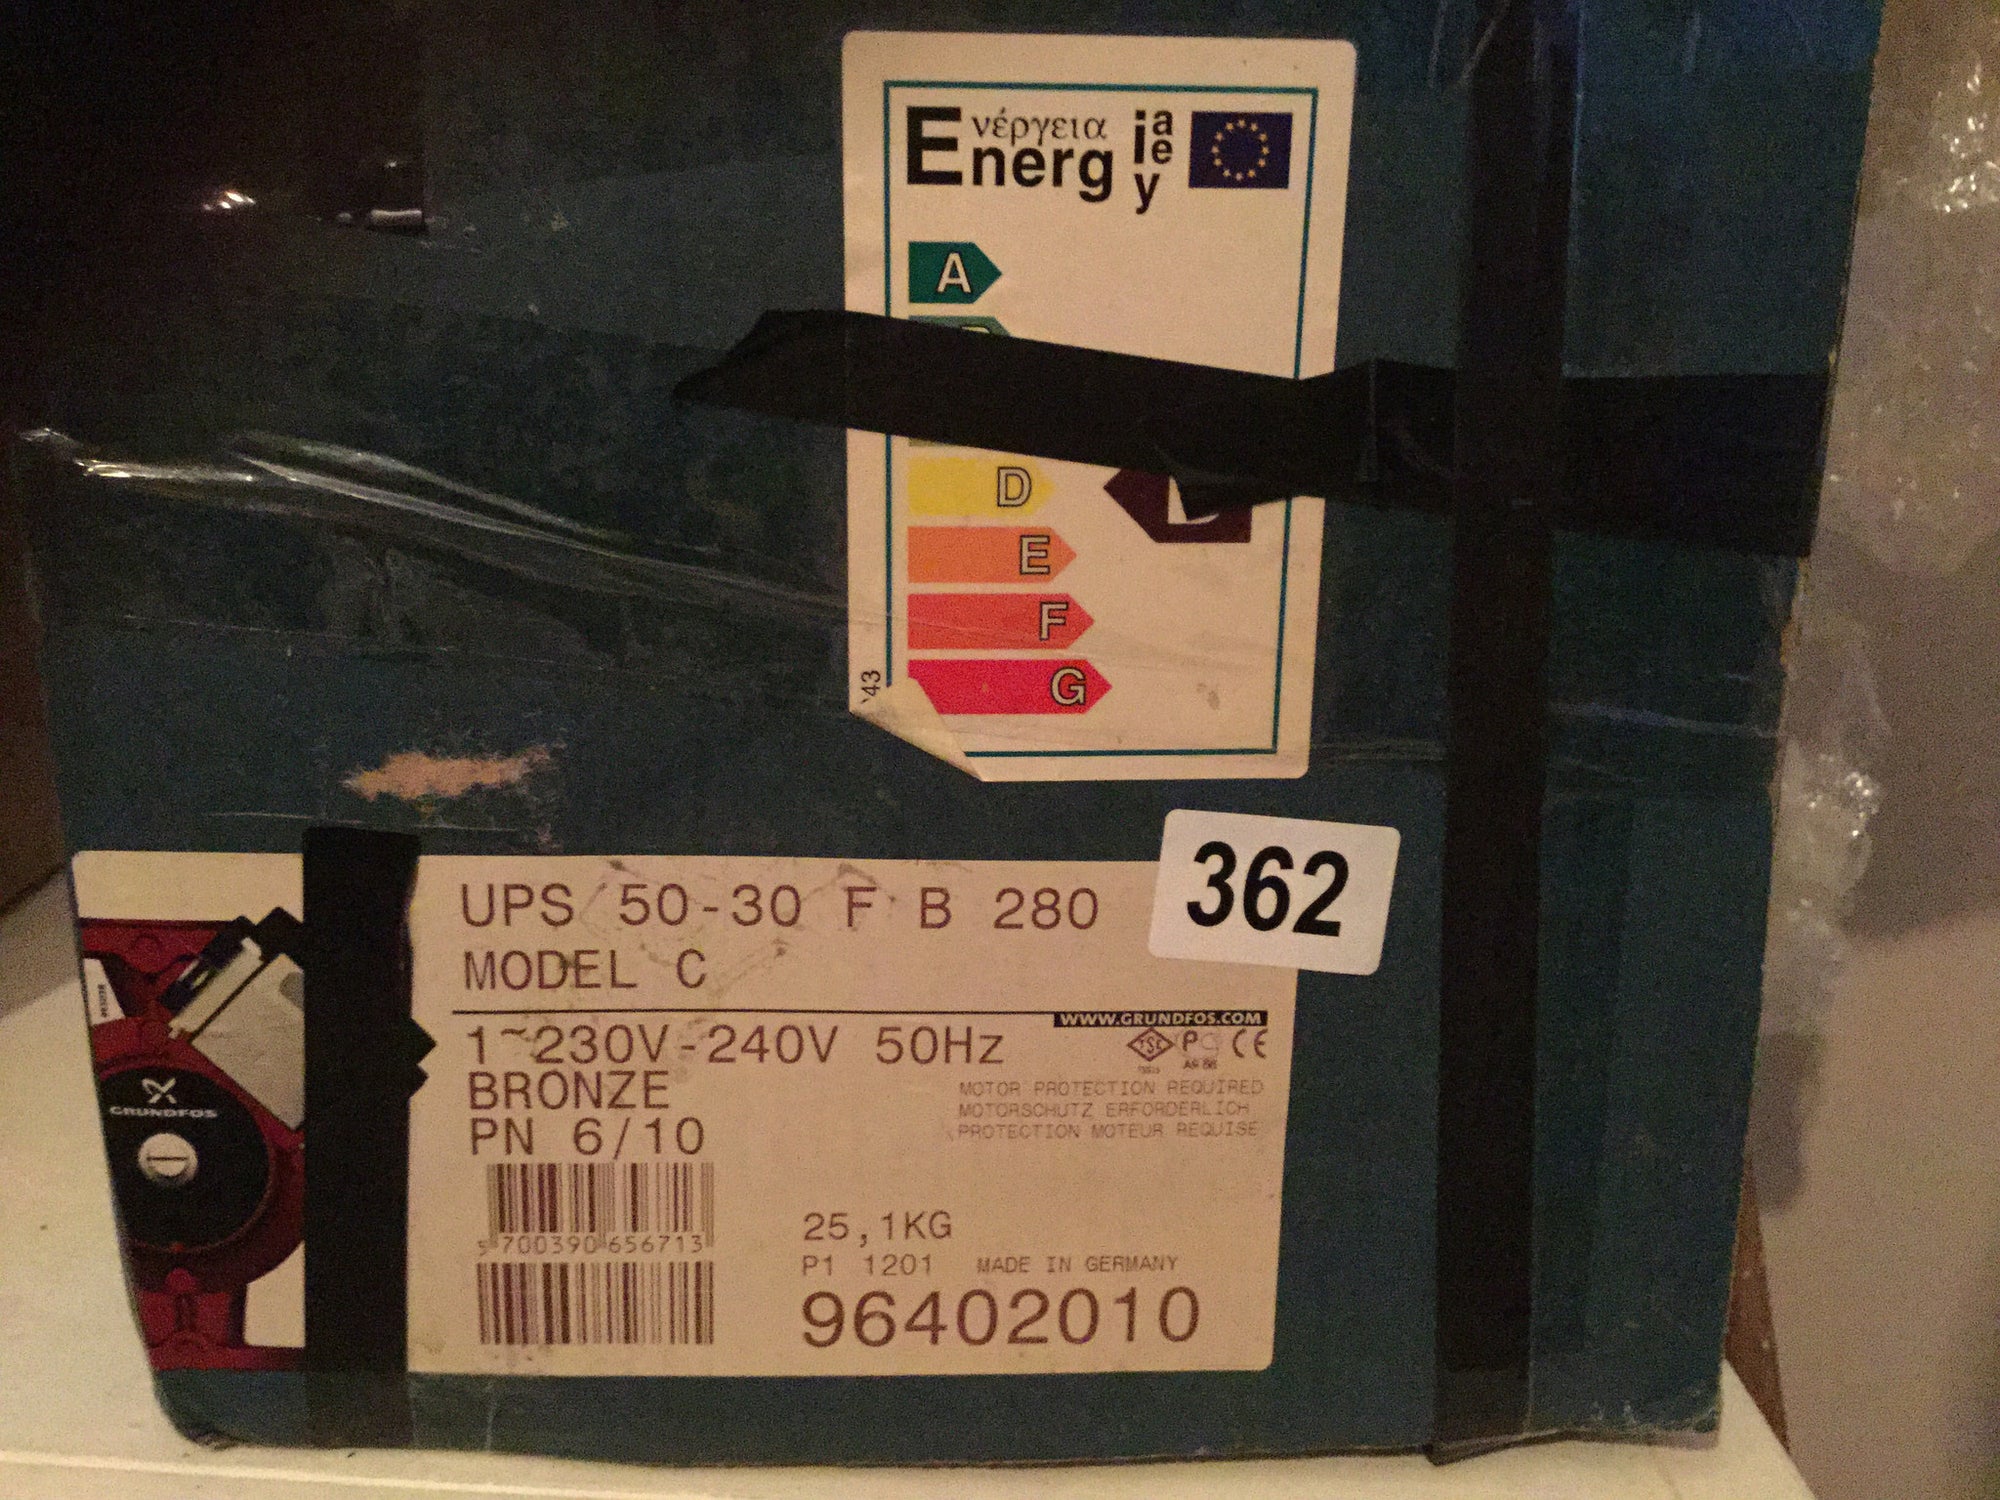 Ενέργεια
Energ ia
e
y
A
D
E
F
G
UPS 50-30 F B 280
362
MODEL C
WWW.GRUNDFOS.COM
1~230V-240V 50Hz
CE
BRONZE
MOTOR PROTECTION REQUIRED
MOTORSCHUTZ ERFORDERLICH
PROTECTION MOTEUR REQUISE
PN 6/10
GRUNDFOS
5 700390 656713
25,1KG
P1 1201 MADE IN GERMANY
96402010